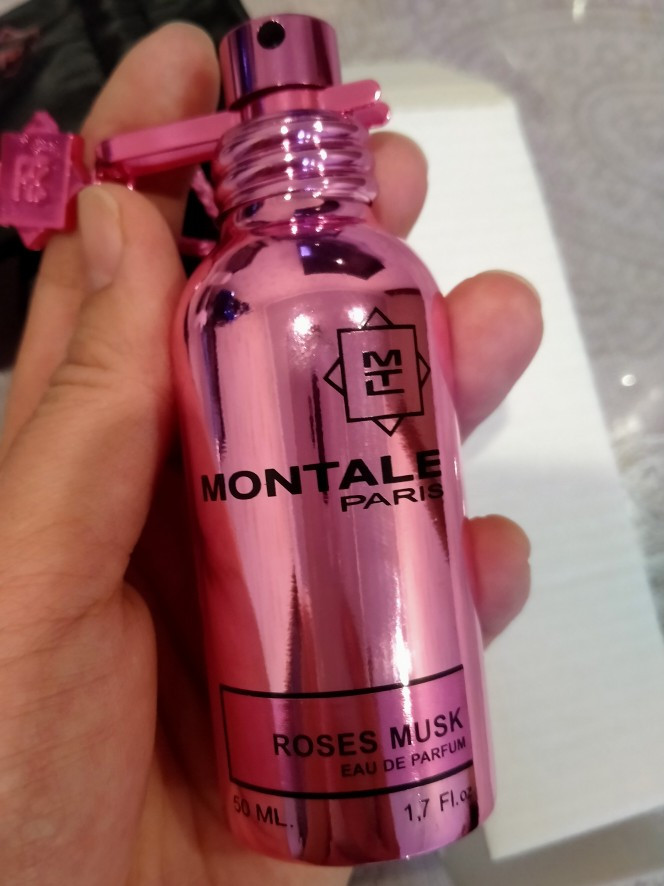 MTL
MONTALE
PARIS
ROSES MUSK
EAU DE PARFUM
50 ML. 1,7 Fl.oz